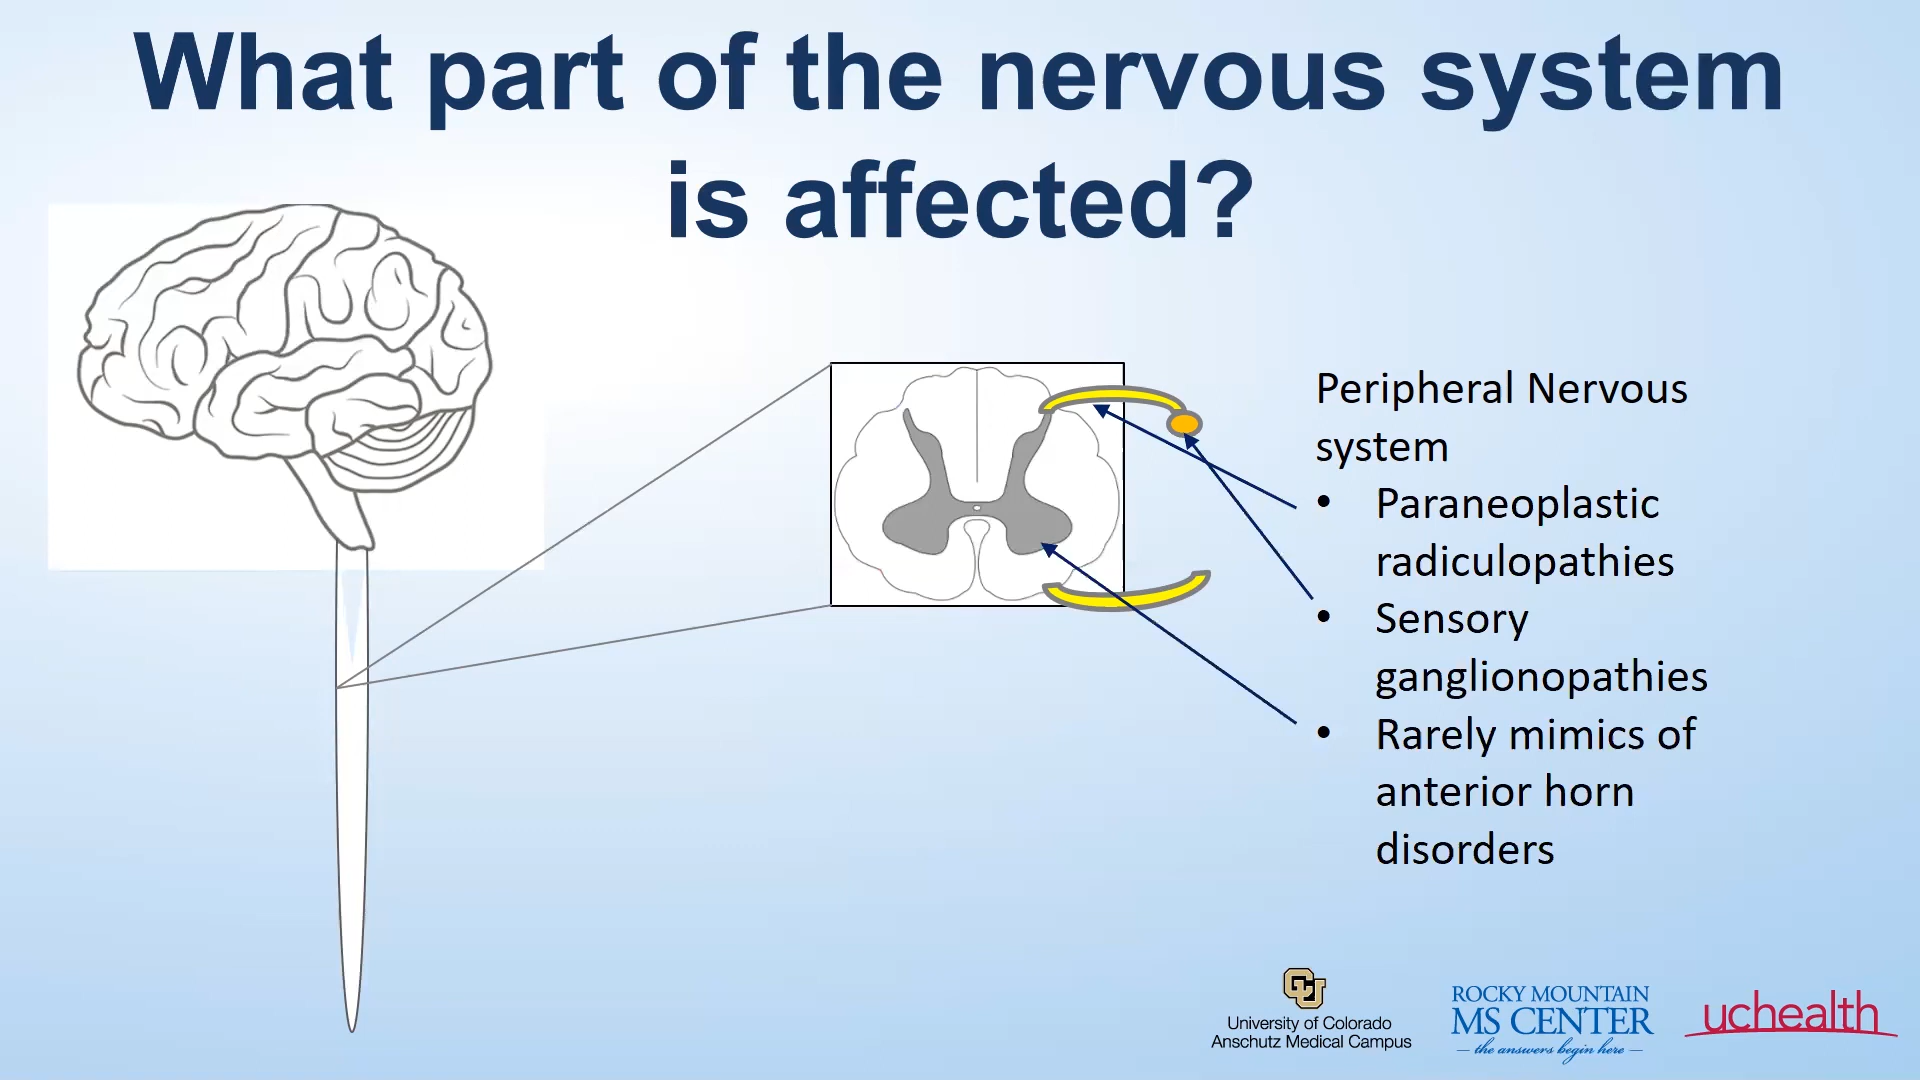 What part of the nervous system
is affected?
Peripheral Nervous
system
• Paraneoplastic
radiculopathies
• Sensory
ganglionopathies
• Rarely mimics of
anterior horn
disorders
CU
University of Colorado
Anschutz Medical Campus
ROCKY MOUNTAIN
MS CENTER
— the answers begin here —
uchealth